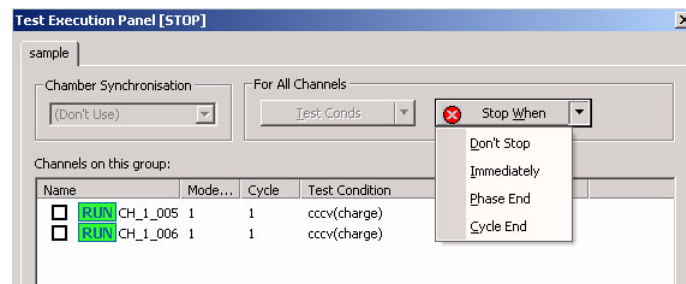 Test Execution Panel [STOP]
sample
Chamber Synchronisation
For All Channels
(Don't Use)
Test Conds
Stop When
Don't Stop
Immediately
Phase End
Cycle End
Channels on this group:
Name Mode... Cycle Test Condition
RUN CH_1_005 1 1 cccv(charge)
RUN CH_1_006 1 1 cccv(charge)